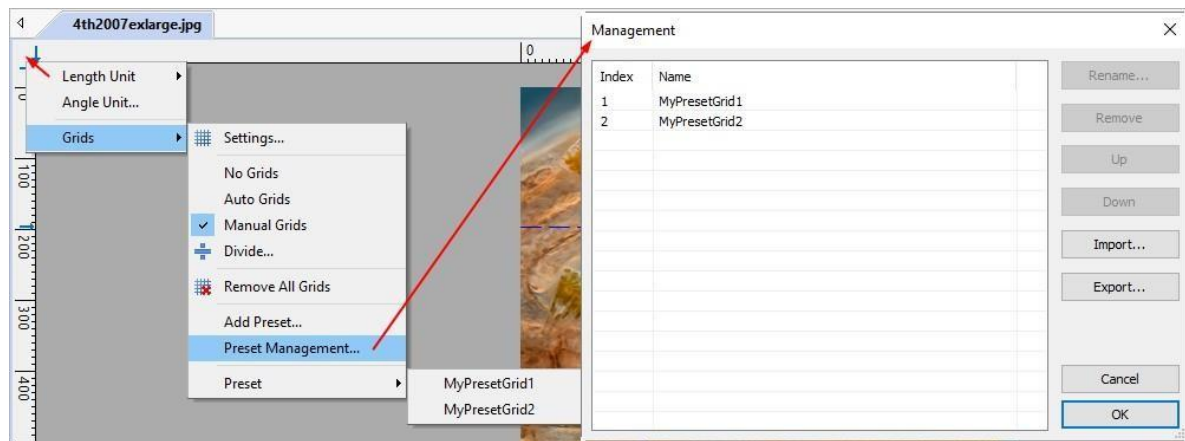 4th2007exlarge.jpg
0
Length Unit
Angle Unit...
Grids
Settings...
No Grids
Auto Grids
Manual Grids
Divide...
Remove All Grids
Add Preset...
Preset Management...
Preset
MyPresetGrid1
MyPresetGrid2
0
100
200
300
400
Management
Index Name
1 MyPresetGrid1
2 MyPresetGrid2
Rename...
Remove
Up
Down
Import...
Export...
Cancel
OK